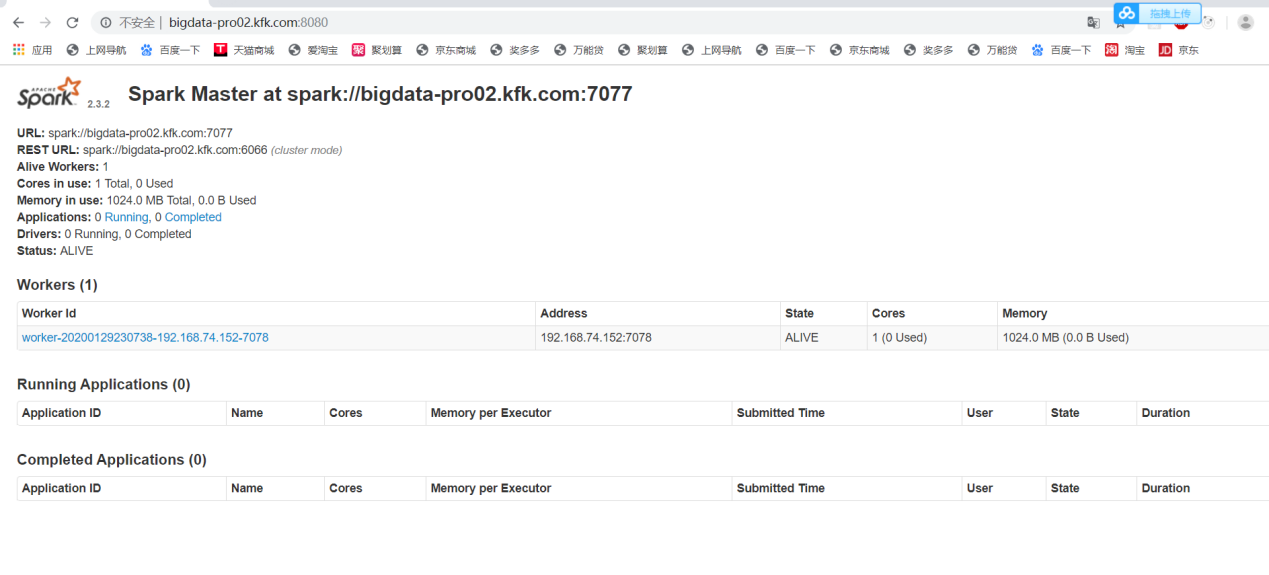 不安全 | bigdata-pro02.kfk.com:8080
拖拽上传
应用 上网导航 百度一下 天猫商城 爱淘宝 聚划算 京东商城 奖多多 万能贷 聚划算 上网导航 百度一下 京东商城 奖多多 万能贷 百度一下 淘宝 京东
APACHE Spark 2.3.2 Spark Master at spark://bigdata-pro02.kfk.com:7077
URL: spark://bigdata-pro02.kfk.com:7077
REST URL: spark://bigdata-pro02.kfk.com:6066 (cluster mode)
Alive Workers: 1
Cores in use: 1 Total, 0 Used
Memory in use: 1024.0 MB Total, 0.0 B Used
Applications: 0 Running, 0 Completed
Drivers: 0 Running, 0 Completed
Status: ALIVE
Workers (1)
Worker Id Address State Cores Memory
worker-20200129230738-192.168.74.152-7078 192.168.74.152:7078 ALIVE 1 (0 Used) 1024.0 MB (0.0 B Used)
Running Applications (0)
Application ID Name Cores Memory per Executor Submitted Time User State Duration
Completed Applications (0)
Application ID Name Cores Memory per Executor Submitted Time User State Duration